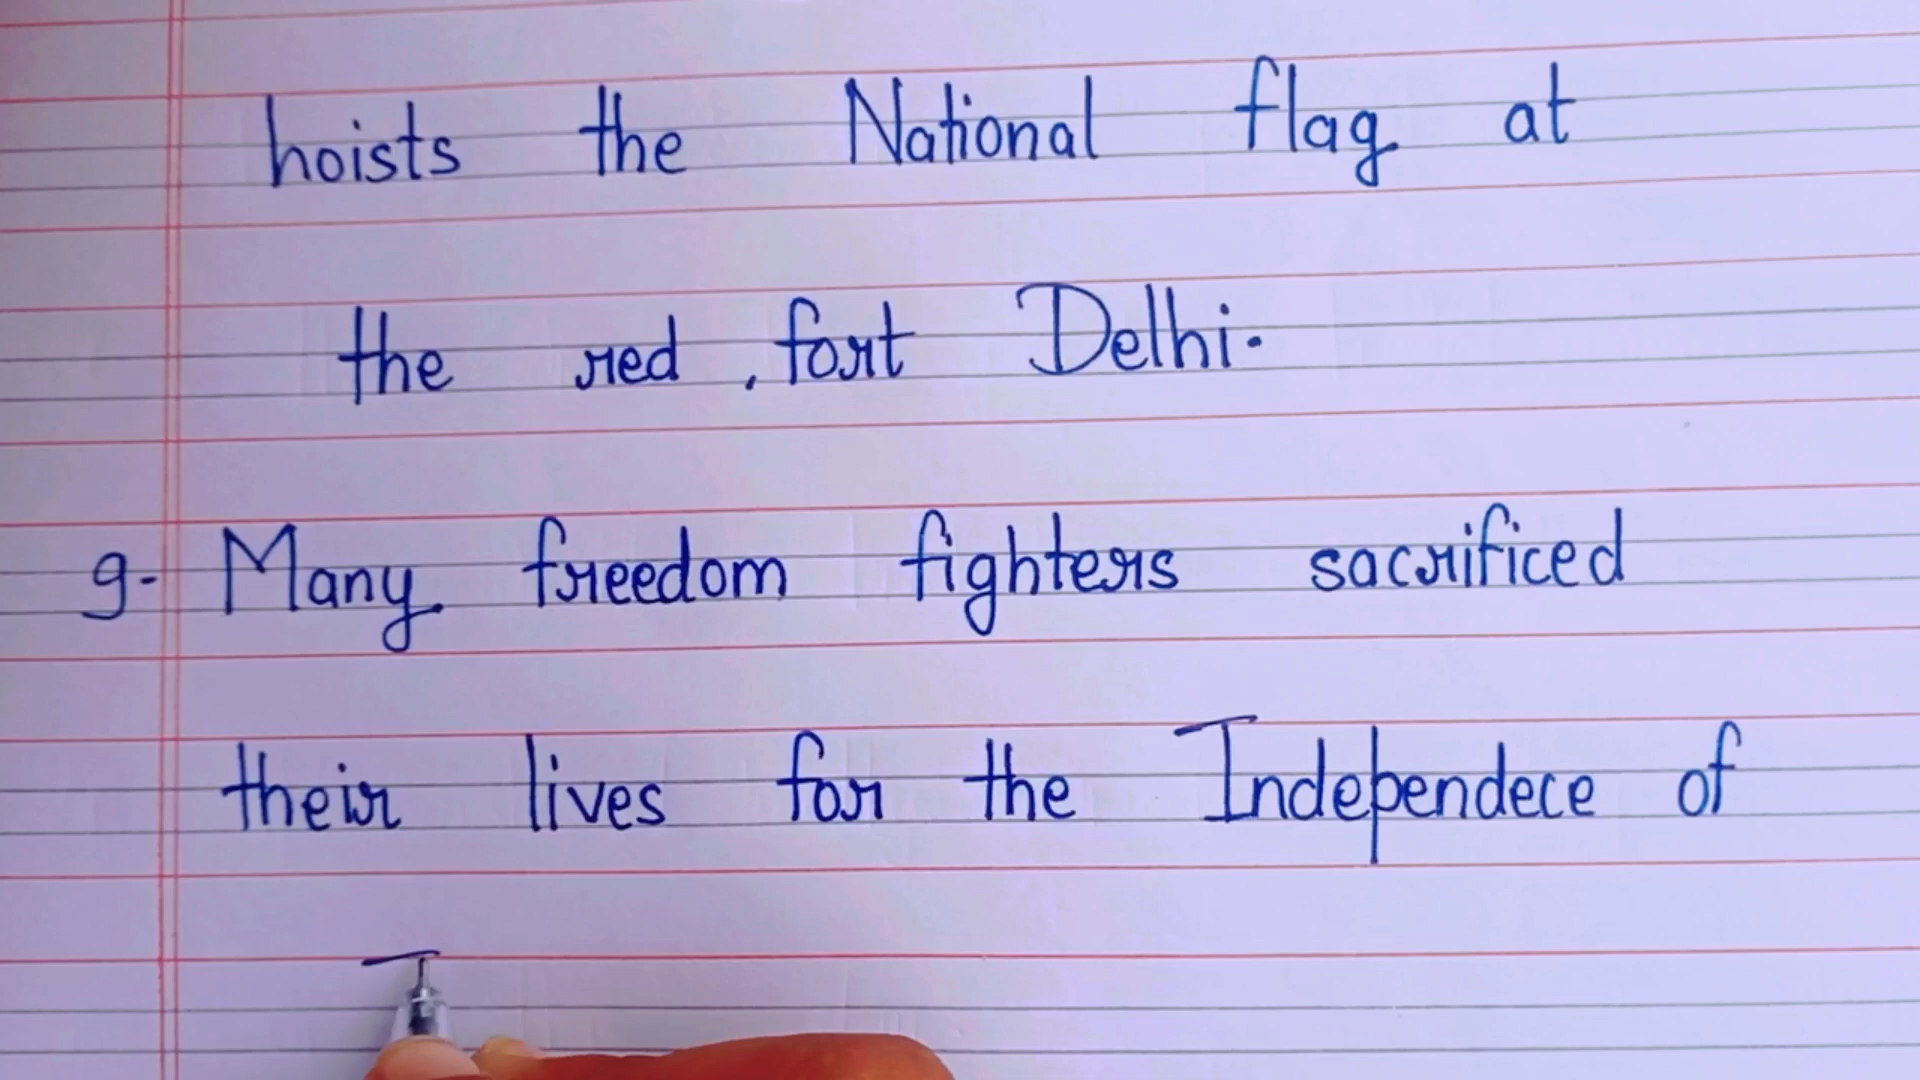 hoists the National flag at
the red , fort Delhi.
9- Many freedom fighters sacrificed
their lives for the Independece of